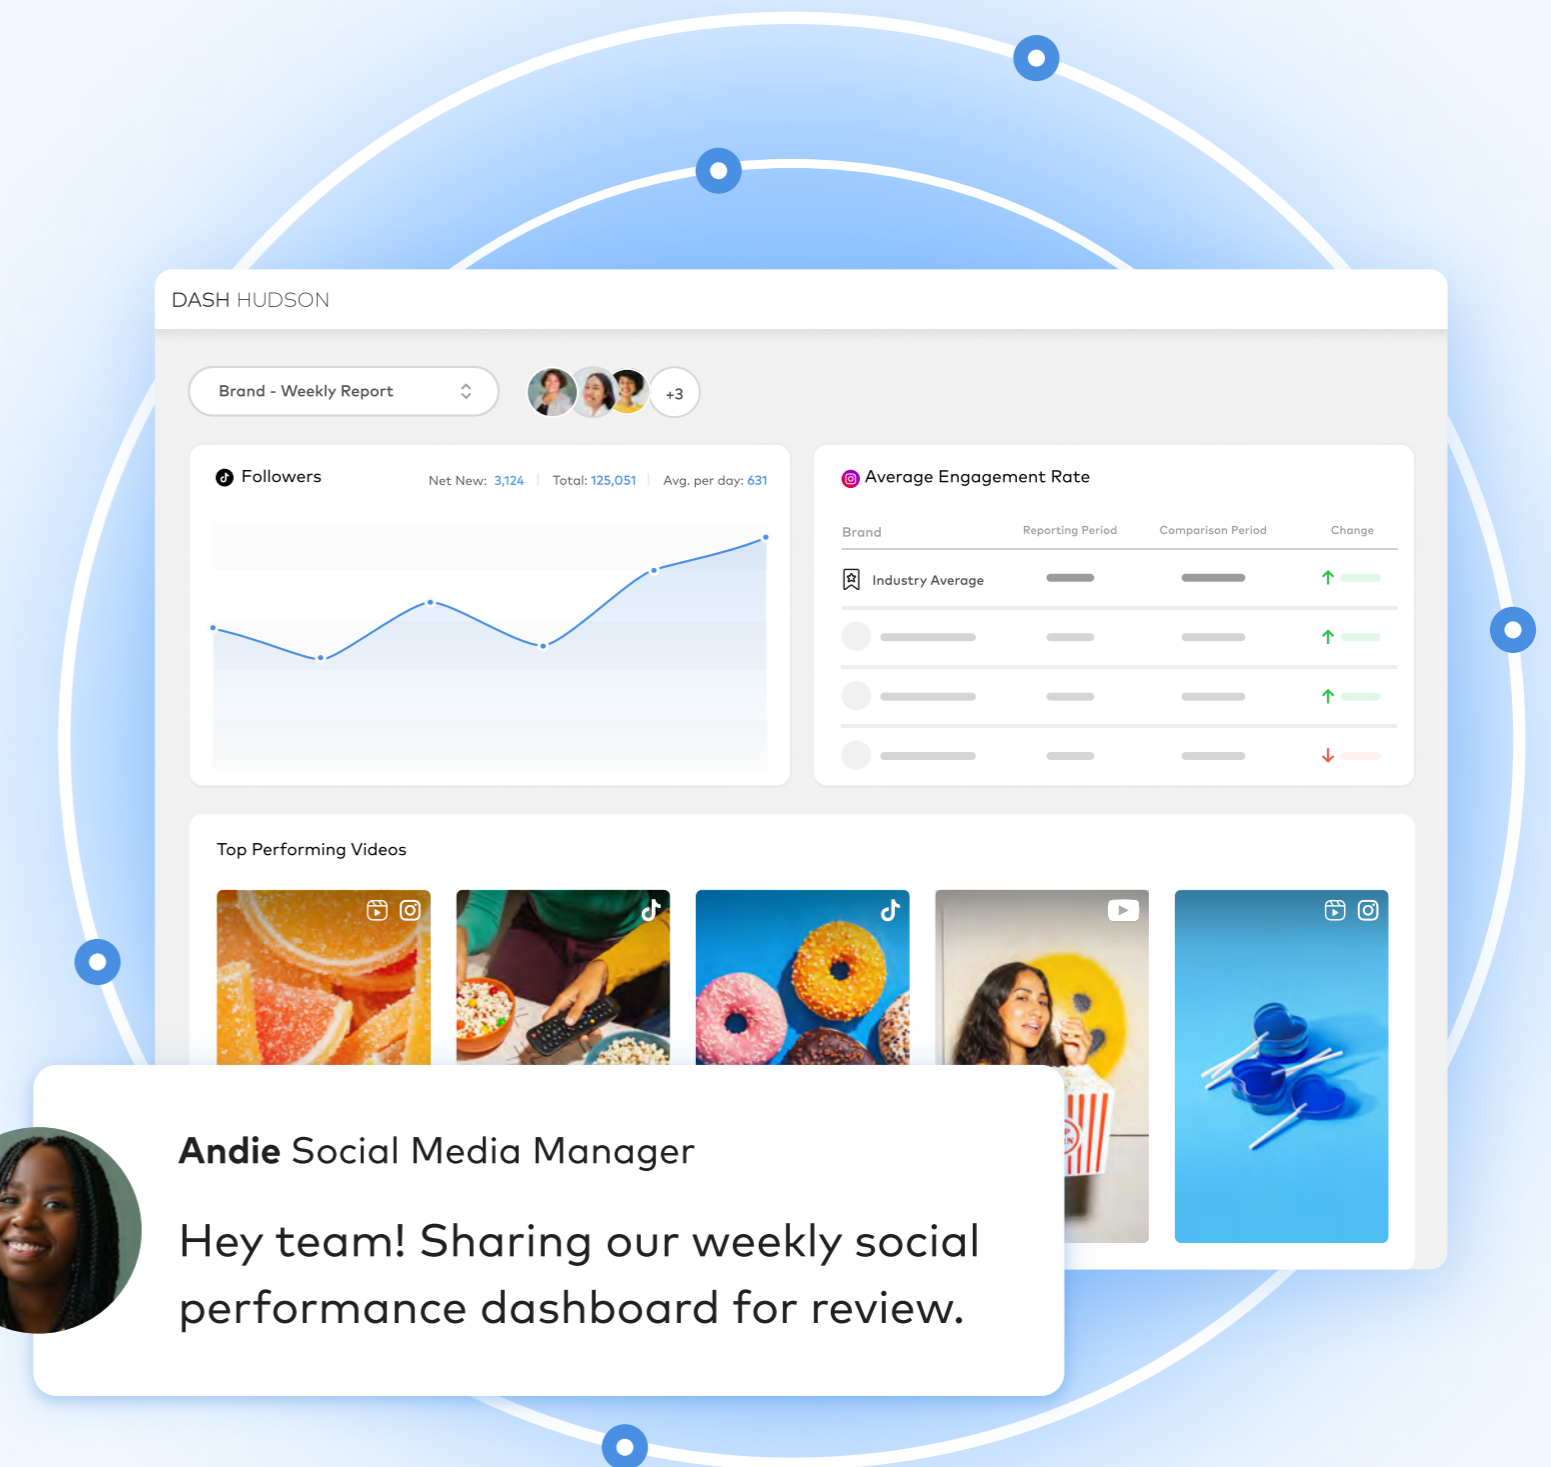 DASH HUDSON
Brand - Weekly Report
+3
Followers
Net New: 3,124 Total: 125,051 Avg. per day: 631
Average Engagement Rate
Brand Reporting Period Comparison Period Change
Industry Average
Top Performing Videos
Andie Social Media Manager
Hey team! Sharing our weekly social
performance dashboard for review.